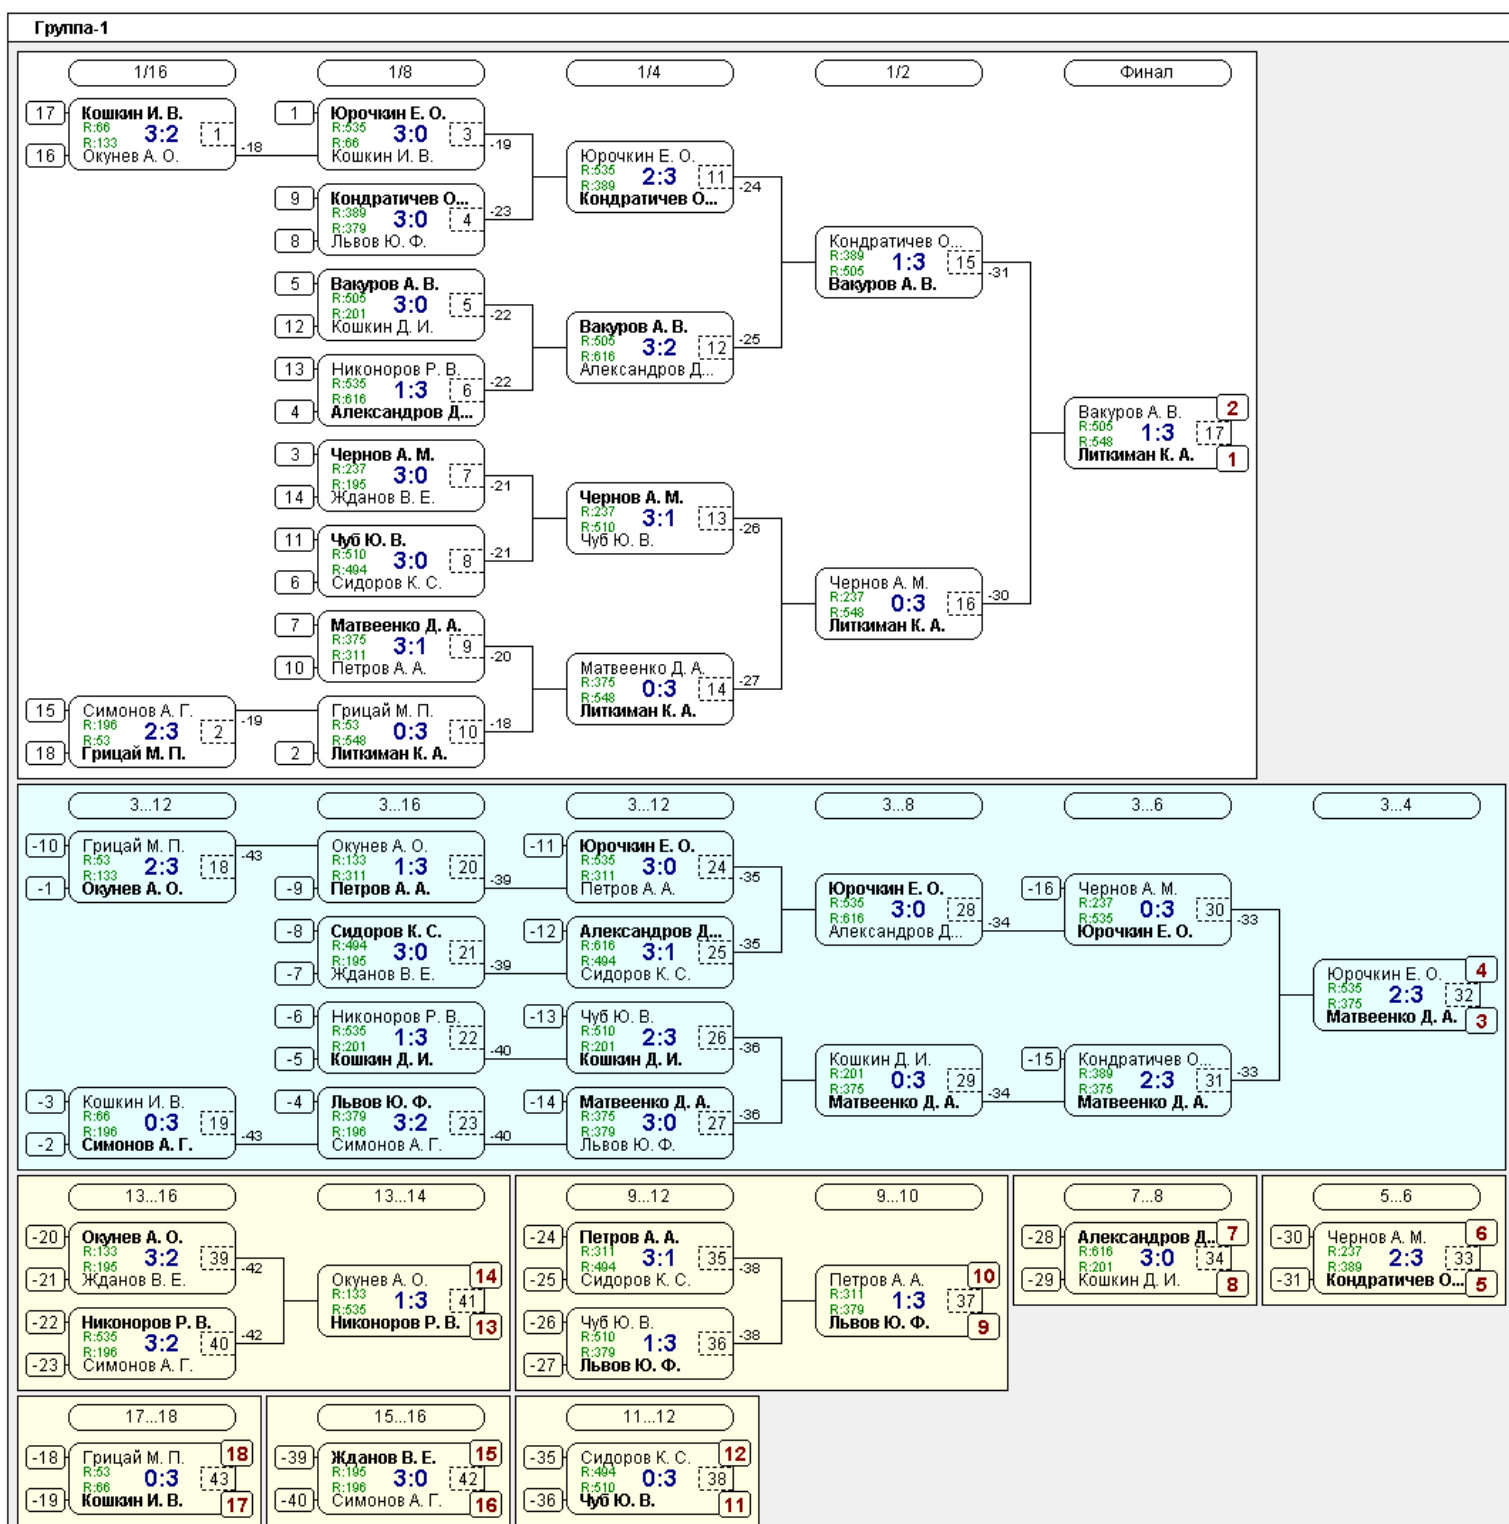 Группа-1
1/16 1/8 1/4 1/2 Финал
17 Кошкин И. В.
R:66 3:2 1
R:133
16 Окунев А. О. -18
1 Юрочкин Е. О.
R:535 3:0 3
R:66 -19
Кошкин И. В.
Юрочкин Е. О.
R:535 2:3 11
R:389 -24
Кондратичев О...
9 Кондратичев О...
R:389 3:0 4 -23
R:379
8 Львов Ю. Ф.
Кондратичев О...
R:389 1:3 15
R:505 -31
Вакуров А. В.
5 Вакуров А. В.
R:505 3:0 5
R:201 -22
12 Кошкин Д. И.
Вакуров А. В.
R:505 3:2 12 -25
R:616
Александров Д...
13 Никоноров Р. В.
R:535 1:3 6 -22
R:616
4 Александров Д...
Вакуров А. В. 2
R:505 1:3 17
R:548
Литкиман К. А. 1
3 Чернов А. М.
R:237 3:0 7
R:195 -21
14 Жданов В. Е.
Чернов А. М.
R:237 3:1 13
R:510 -26
Чуб Ю. В.
11 Чуб Ю. В.
R:510 3:0 8 -21
R:494
6 Сидоров К. С.
Чернов А. М.
R:237 0:3 16 -30
R:548
Литкиман К. А.
7 Матвеенко Д. А.
R:375 3:1 9
R:311 -20
10 Петров А. А.
Матвеенко Д. А.
R:375 0:3 14 -27
R:548
Литкиман К. А.
15 Симонов А. Г.
R:196 2:3 2 -19
R:53
18 Грицай М. П.
Грицай М. П.
R:53 0:3 10 -18
R:548
2 Литкиман К. А.
3...12 3...16 3...12 3...8 3...6 3...4
-10 Грицай М. П.
R:53 2:3 18 -43
R:133
-1 Окунев А. О.
Окунев А. О.
R:133 1:3 20
R:311 -39
-9 Петров А. А.
-11 Юрочкин Е. О.
R:535 3:0 24
R:311 -35
Петров А. А.
Юрочкин Е. О.
R:535 3:0 28
R:616 -34
Александров Д...
-16 Чернов А. М.
R:237 0:3 30
R:535 -33
Юрочкин Е. О.
-8 Сидоров К. С.
R:494 3:0 21
R:195 -39
-7 Жданов В. Е.
-12 Александров Д...
R:616 3:1 25 -35
R:494
Сидоров К. С.
Юрочкин Е. О. 4
R:535 2:3 32
R:375
Матвеенко Д. А. 3
-6 Никоноров Р. В.
R:535 1:3 22
R:201 -40
-5 Кошкин Д. И.
-13 Чуб Ю. В.
R:510 2:3 26
R:201 -36
Кошкин Д. И.
Кошкин Д. И.
R:201 0:3 29
R:375 -34
Матвеенко Д. А.
-15 Кондратичев О...
R:389 2:3 31 -33
R:375
Матвеенко Д. А.
-3 Кошкин И. В.
R:66 0:3 19
R:196 -43
-2 Симонов А. Г.
-4 Львов Ю. Ф.
R:379 3:2 23
R:196 -40
Симонов А. Г.
-14 Матвеенко Д. А.
R:375 3:0 27 -36
R:379
Львов Ю. Ф.
13...16 13...14 9...12 9...10 7...8 5...6
-20 Окунев А. О.
R:133 3:2 39
R:195 -42
-21 Жданов В. Е.
Окунев А. О. 14
R:133 1:3 41
R:535
Никоноров Р. В. 13
-22 Никоноров Р. В.
R:535 3:2 40 -42
R:196
-23 Симонов А. Г.
-24 Петров А. А.
R:311 3:1 35
R:494 -38
-25 Сидоров К. С.
Петров А. А. 10
R:311 1:3 37
R:379
Львов Ю. Ф. 9
-26 Чуб Ю. В.
R:510 1:3 36 -38
R:379
-27 Львов Ю. Ф.
-28 Александров Д... 7
R:616 3:0 34
R:201
-29 Кошкин Д. И. 8
-30 Чернов А. М. 6
R:237 2:3 33
R:389
-31 Кондратичев О... 5
17...18 15...16 11...12
-18 Грицай М. П. 18
R:53 0:3 43
R:66
-19 Кошкин И. В. 17
-39 Жданов В. Е. 15
R:195 3:0 42
R:196
-40 Симонов А. Г. 16
-35 Сидоров К. С. 12
R:494 0:3 38
R:510
-36 Чуб Ю. В. 11